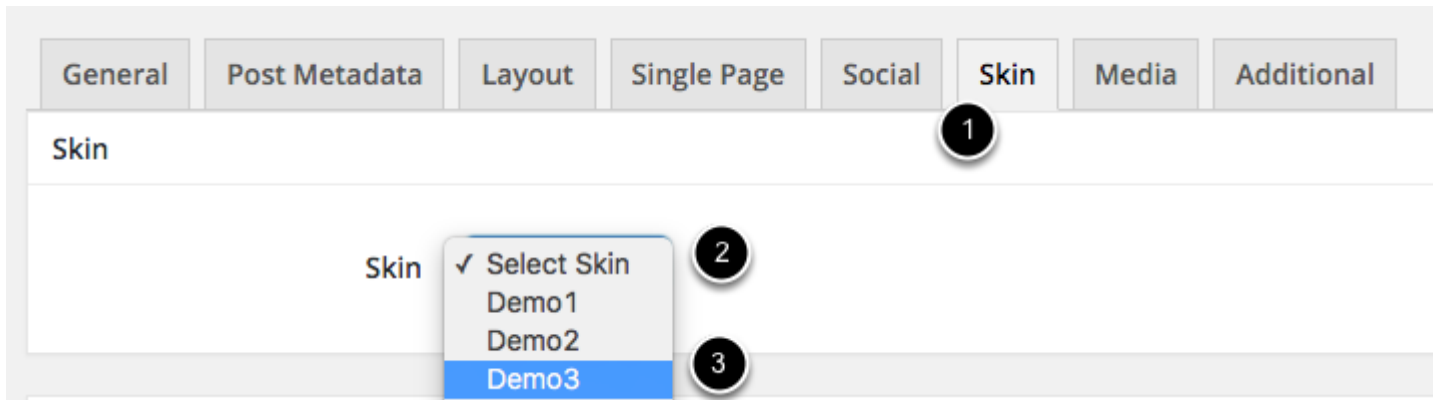 General Post Metadata Layout Single Page Social Skin Media Additional
1
Skin
Skin ✓ Select Skin 2
Demo1
Demo2
Demo3 3